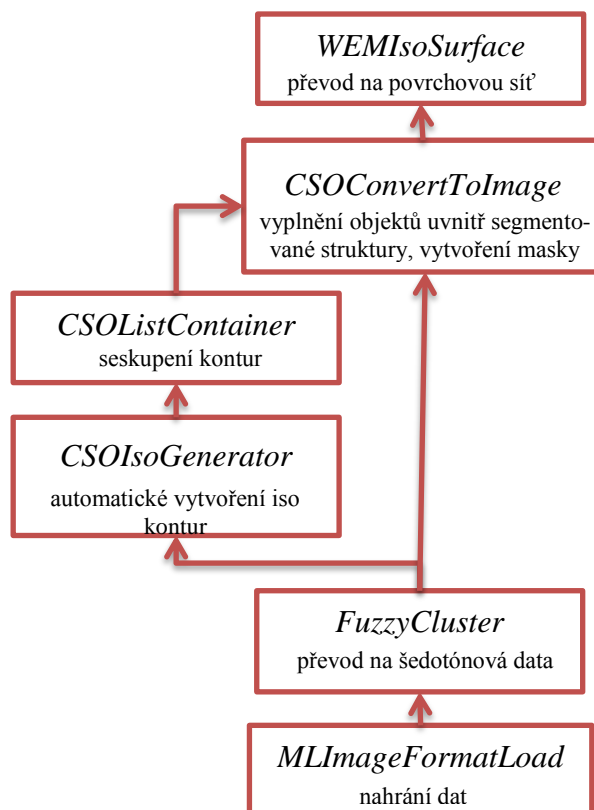 WEMIsoSurface
převod na povrchovou síť
CSOConvertToImage
vyplnění objektů uvnitř segmento-
vané struktury, vytvoření masky
CSOListContainer
seskupení kontur
CSOIsoGenerator
automatické vytvoření iso
kontur
FuzzyCluster
převod na šedotónová data
MLImageFormatLoad
nahrání dat